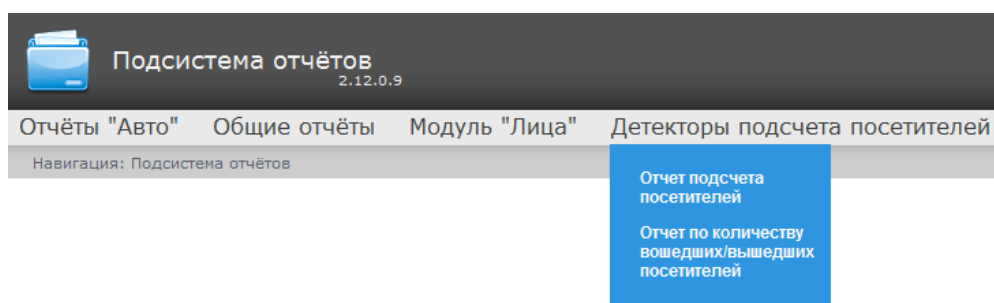 Подсистема отчётов
2.12.0.9
Отчёты "Авто" Общие отчёты Модуль "Лица" Детекторы подсчета посетителей
Навигация: Подсистема отчётов
Отчет подсчета
посетителей
Отчет по количеству
вошедших/вышедших
посетителей